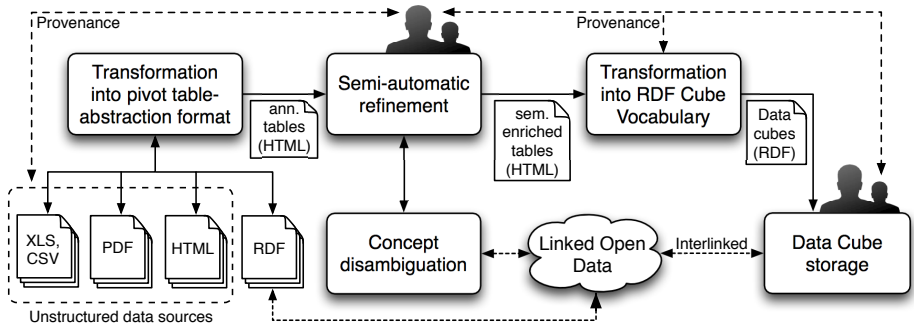 Provenance
Provenance
Transformation
into pivot table-
abstraction format
Semi-automatic
refinement
Transformation
into RDF Cube
Vocabulary
ann.
tables
(HTML)
sem.
enriched
tables
(HTML)
Data
cubes
(RDF)
XLS,
CSV
PDF
HTML
RDF
Concept
disambiguation
Linked Open
Data
Interlinked
Data Cube
storage
Unstructured data sources